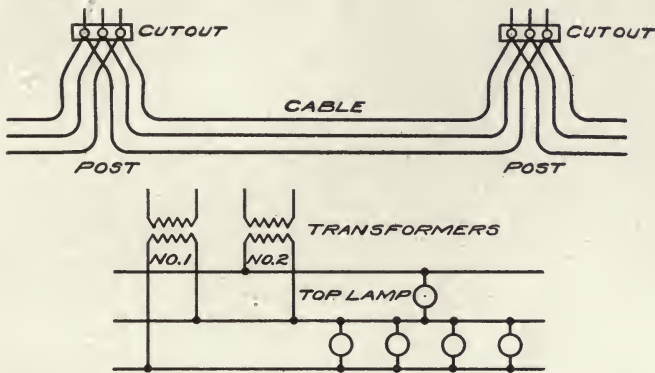 CUTOUT
CUTOUT
CABLE
POST
POST
TRANSFORMERS
NO.1
NO.2
TOP LAMP